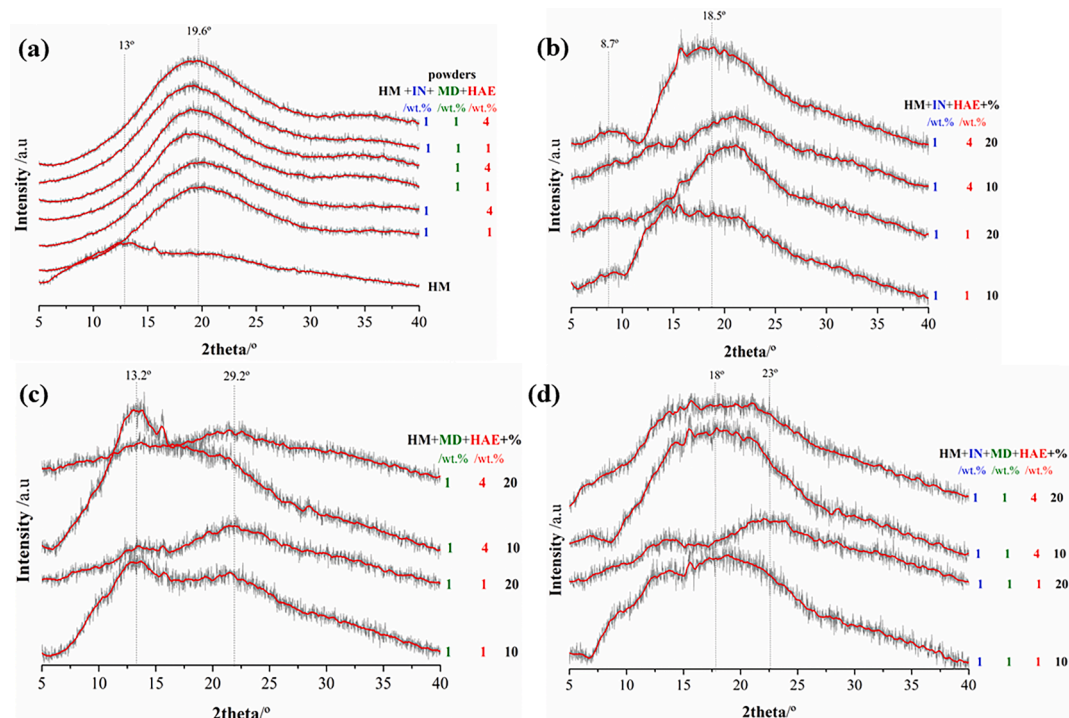 (a)
13º
19.6º
powders
HM +IN+ MD+HAE
/wt.% /wt.% /wt.%
1 1 4
1 1 1
1 4
1 1
1 4
1 1
HM
Intensity /a.u
5 10 15 20 25 30 35 40
2theta/º
(b)
8.7º
18.5º
HM+IN+HAE+%
/wt.% /wt.%
1 4 20
1 4 10
1 1 20
1 1 10
Intensity /a.u
5 10 15 20 25 30 35 40
2theta/º
(c)
13.2º
29.2º
HM+MD+HAE+%
/wt.% /wt.%
1 4 20
1 4 10
1 1 20
1 1 10
Intensity /a.u
5 10 15 20 25 30 35 40
2theta/º
(d)
18º
23º
HM+IN+MD+HAE+%
/wt.% /wt.% /wt.%
1 1 4 20
1 1 4 10
1 1 1 20
1 1 1 10
Intensity /a.u
5 10 15 20 25 30 35 40
2theta/º